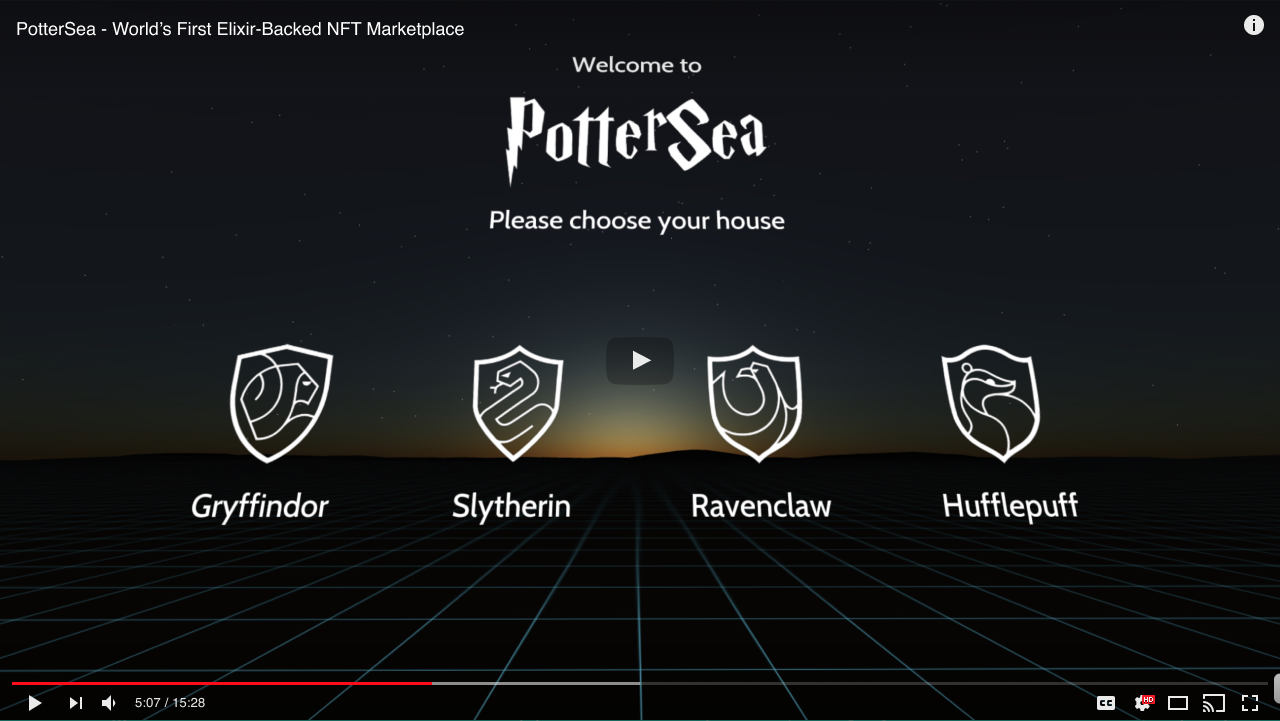 PotterSea - World’s First Elixir-Backed NFT Marketplace
Welcome to
PotterSea
Please choose your house
Gryffindor Slytherin Ravenclaw Hufflepuff
5:07 / 15:28
CC
HD